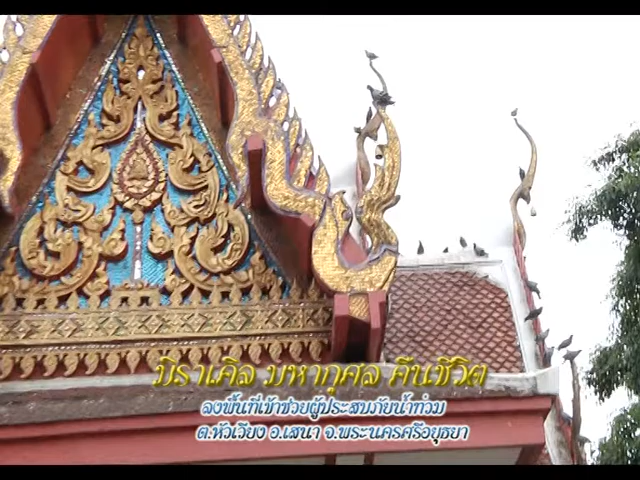 มิราเคิล มหากุศล คืนชีวิต
ลงพื้นที่เข้าช่วยผู้ประสบภัยน้ำท่วม
ต.หัวเวียง อ.เสนา จ.พระนครศรีอยุธยา